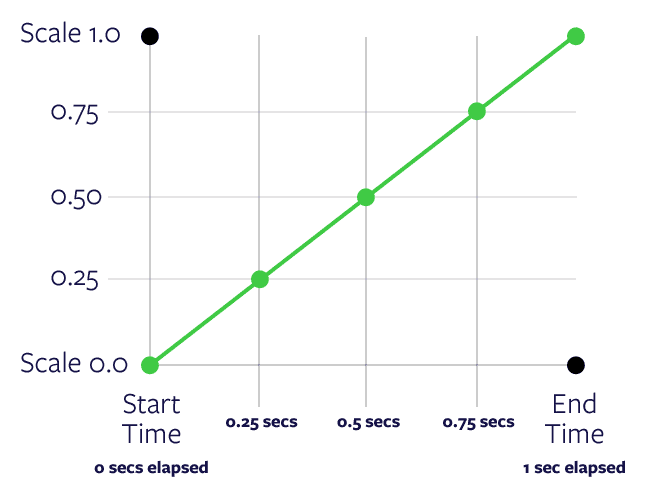 Scale 1.0
0.75
0.50
0.25
Scale 0.0
Start
Time
0 secs elapsed
0.25 secs
0.5 secs
0.75 secs
End
Time
1 sec elapsed